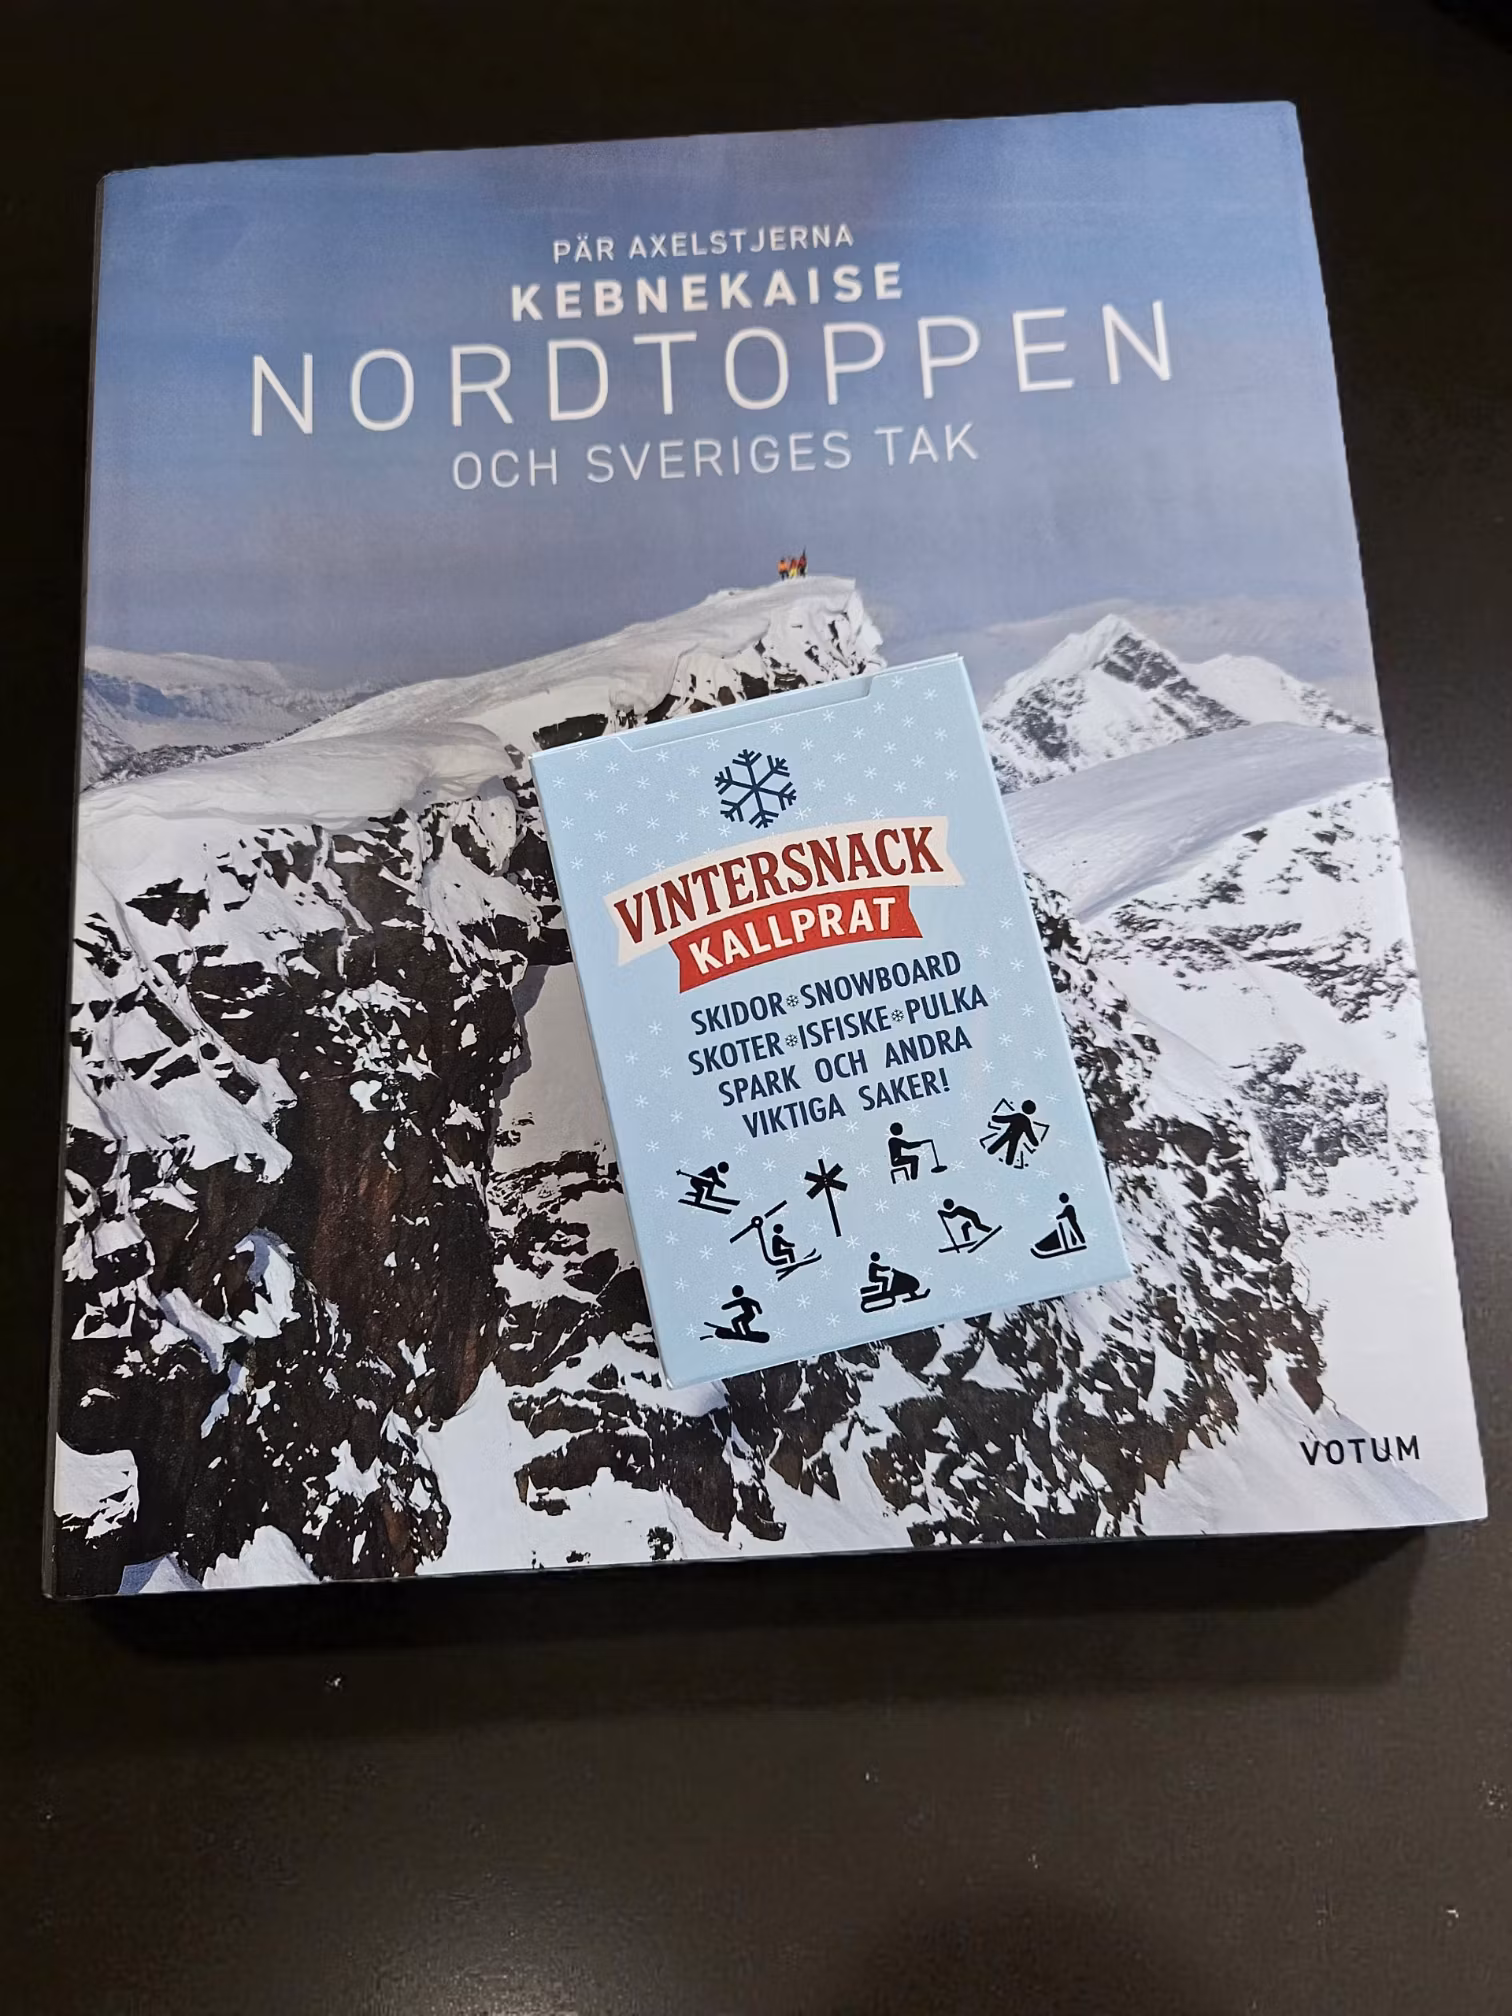 PÄR AXELSTJERNA
KEBNEKAISE
NORDTOPPEN
OCH SVERIGES TAK
VINTERSNACK
KALLPRAT
SKIDOR SNOWBOARD
SKOTER ISFISKE PULKA
SPARK OCH ANDRA
VIKTIGA SAKER!
VOTUM